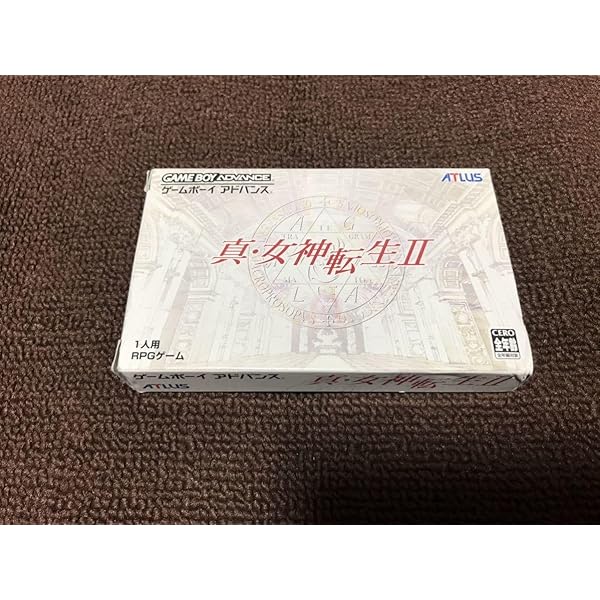 GAME BOY ADVANCE
ATLUS
ゲームボーイ アドバンス
真・女神転生II
1人用
RPGゲーム
CERO
全年齢
ゲームボーイ アドバンス
真・女神転生II
ATLUS